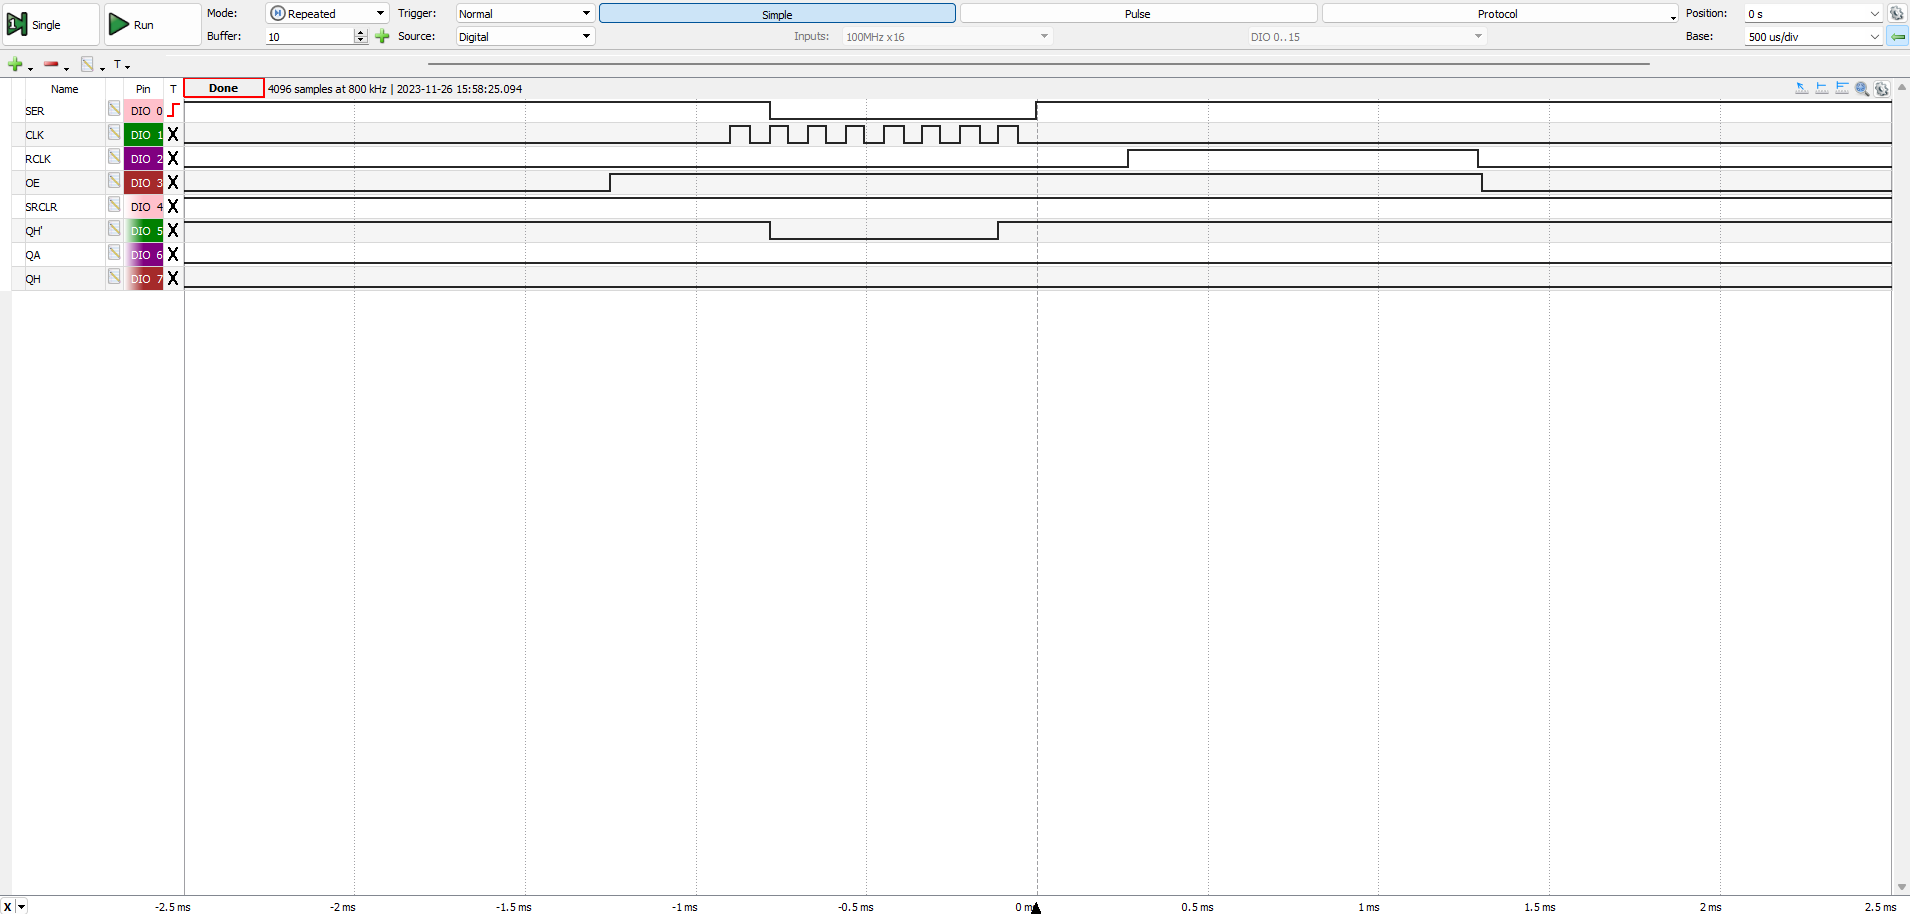 Single
Run
Mode: Repeated Trigger: Normal Simple Pulse Protocol Position: 0 s
Buffer: 10 Source: Digital Inputs: 100MHz x16 DIO 0..15 Base: 500 us/div
T
Name Pin T Done 4096 samples at 800 kHz | 2023-11-26 15:58:25.094
SER DIO 0
CLK DIO 1 X
RCLK DIO 2 X
OE DIO 3 X
SRCLR DIO 4 X
QH' DIO 5 X
QA DIO 6 X
QH DIO 7 X
X -2.5 ms -2 ms -1.5 ms -1 ms -0.5 ms 0 ms 0.5 ms 1 ms 1.5 ms 2 ms 2.5 ms